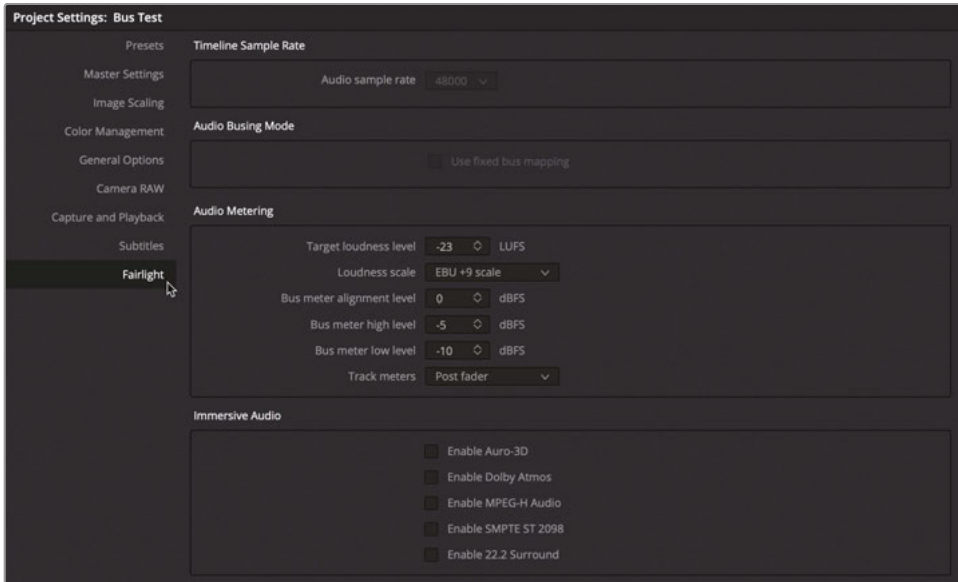 Project Settings: Bus Test
Presets
Master Settings
Image Scaling
Color Management
General Options
Camera RAW
Capture and Playback
Subtitles
Fairlight
Timeline Sample Rate
Audio sample rate 48000
Audio Busing Mode
Use fixed bus mapping
Audio Metering
Target loudness level -23 LUFS
Loudness scale EBU +9 scale
Bus meter alignment level 0 dBFS
Bus meter high level -5 dBFS
Bus meter low level -10 dBFS
Track meters Post fader
Immersive Audio
Enable Auro-3D
Enable Dolby Atmos
Enable MPEG-H Audio
Enable SMPTE ST 2098
Enable 22.2 Surround